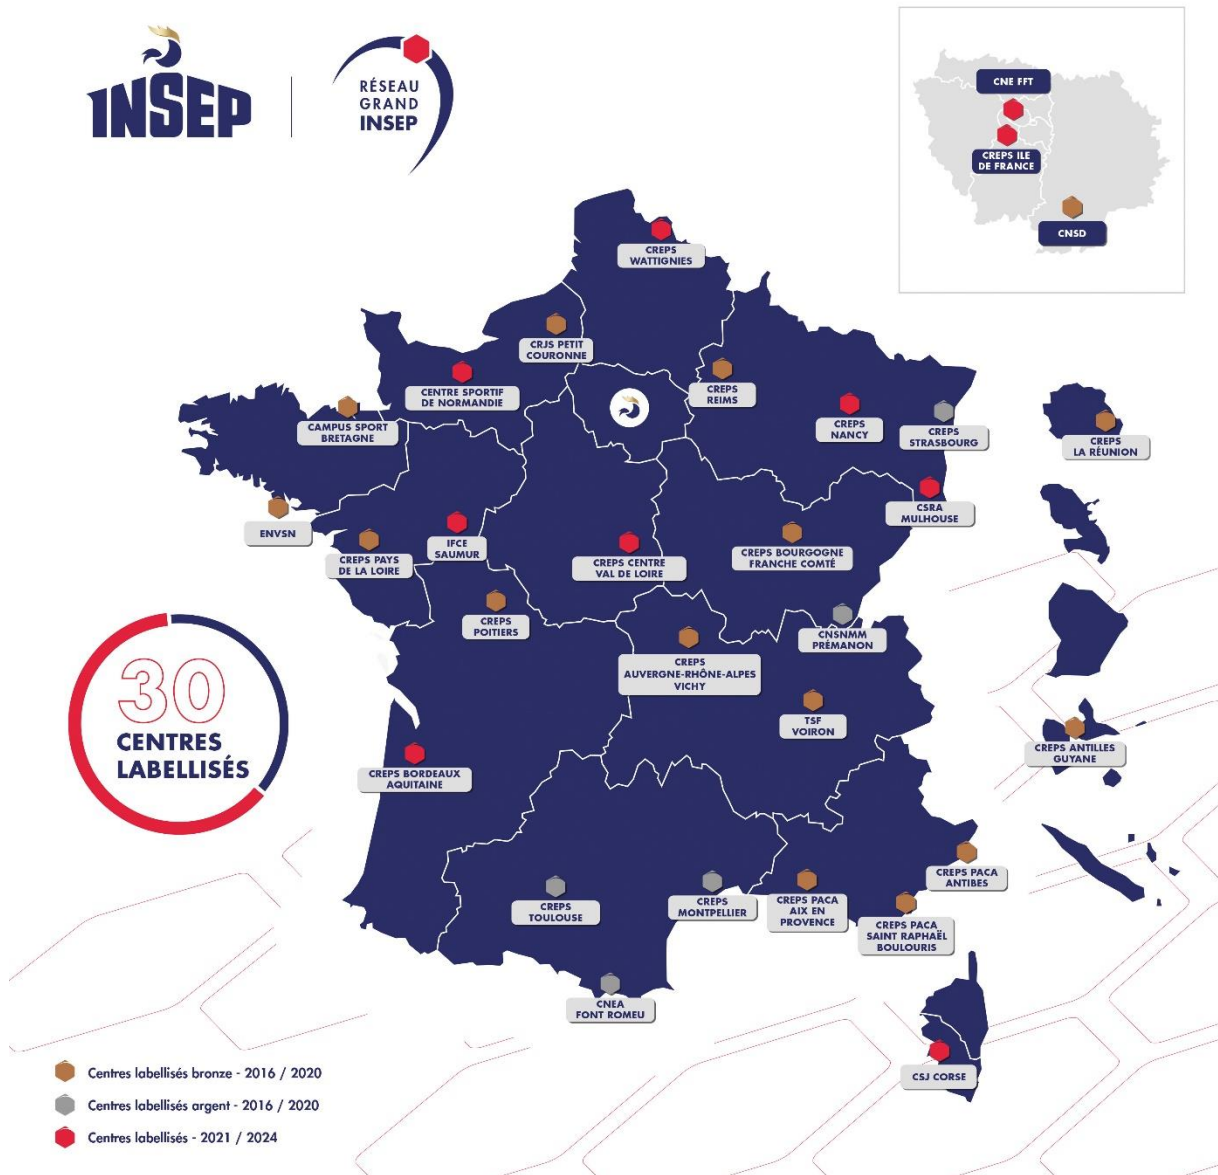 INSEP
RÉSEAU
GRAND
INSEP
CNE FFT
CREPS ILE
DE FRANCE
CNSD
CREPS
WATTIGNIES
CRJS PETIT
COURONNE
CENTRE SPORTIF
DE NORMANDIE
CREPS
REIMS
CREPS
NANCY
CREPS
STRASBOURG
CAMPUS SPORT
BRETAGNE
CREPS
LA RÉUNION
CSRA
MULHOUSE
ENVSN
CREPS PAYS
DE LA LOIRE
IFCE
SAUMUR
CREPS CENTRE
VAL DE LOIRE
CREPS BOURGOGNE
FRANCHE COMTÉ
CREPS
POITIERS
CNSNMM
PRÉMANON
CREPS
AUVERGNE-RHÔNE-ALPES
VICHY
30
CENTRES
LABELLISÉS
TSF
VOIRON
CREPS ANTILLES
GUYANE
CREPS BORDEAUX
AQUITAINE
CREPS PACA
ANTIBES
CREPS
TOULOUSE
CREPS
MONTPELLIER
CREPS PACA
AIX EN
PROVENCE
CREPS PACA
SAINT RAPHAËL
BOULOURIS
CNEA
FONT ROMEU
CSJ CORSE
Centres labellisés bronze - 2016 / 2020
Centres labellisés argent - 2016 / 2020
Centres labellisés - 2021 / 2024